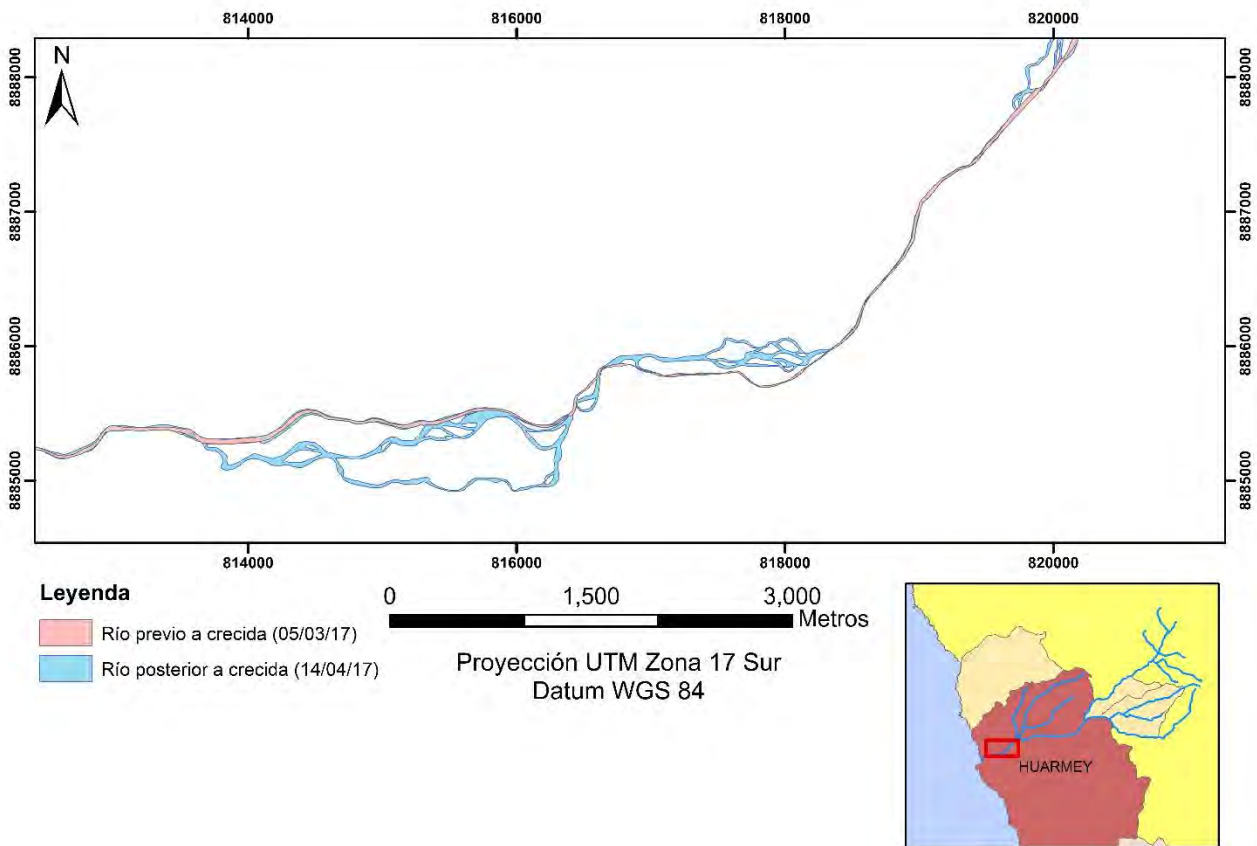 814000 816000 818000 820000
N
8888000 8888000
8887000 8887000
8886000 8886000
8885000 8885000
814000 816000 818000 820000
Leyenda
Río previo a crecida (05/03/17)
Río posterior a crecida (14/04/17)
0 1,500 3,000
Metros
Proyección UTM Zona 17 Sur
Datum WGS 84
HUARMEY